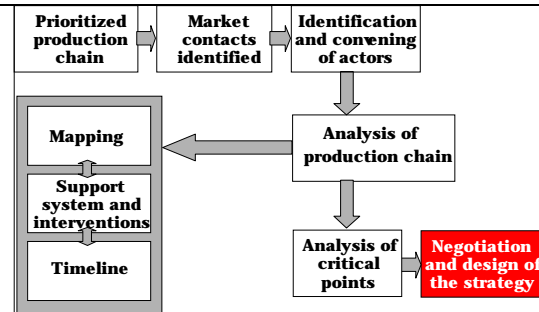 Prioritized
production
chain
Market
contacts
identified
Identification
and convening
of actors
Mapping
Support
system and
interventions
Timeline
Analysis of
production chain
Analysis of
critical
points
Negotiation
and design of
the strategy